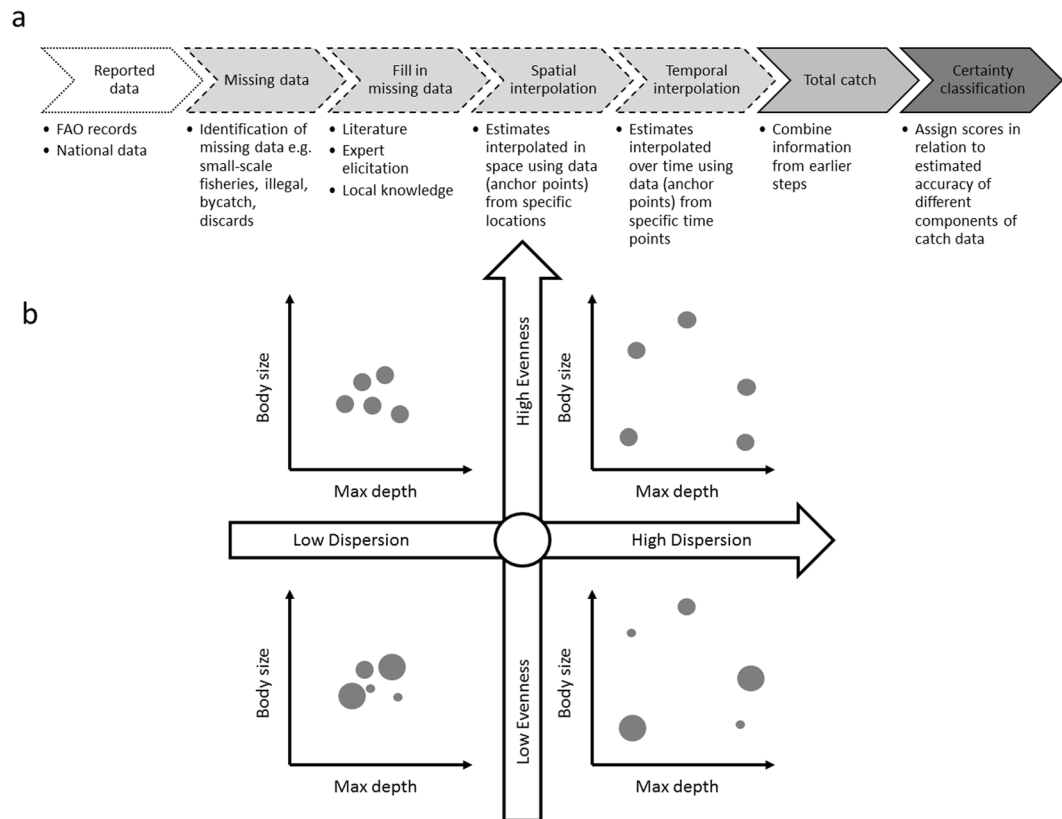 a
Reported
data
Missing data
Fill in
missing data
Spatial
interpolation
Temporal
interpolation
Total catch
Certainty
classification
• FAO records
• National data
• Identification of
missing data e.g.
small-scale
fisheries, illegal,
bycatch,
discards
• Literature
• Expert
elicitation
• Local knowledge
• Estimates
interpolated in
space using data
(anchor points)
from specific
locations
• Estimates
interpolated
over time using
data (anchor
points) from
specific time
points
• Combine
information
from earlier
steps
• Assign scores in
relation to
estimated
accuracy of
different
components of
catch data
b
Body size
Max depth
High Evenness
Body size
Max depth
Low Dispersion
High Dispersion
Body size
Max depth
Low Evenness
Body size
Max depth